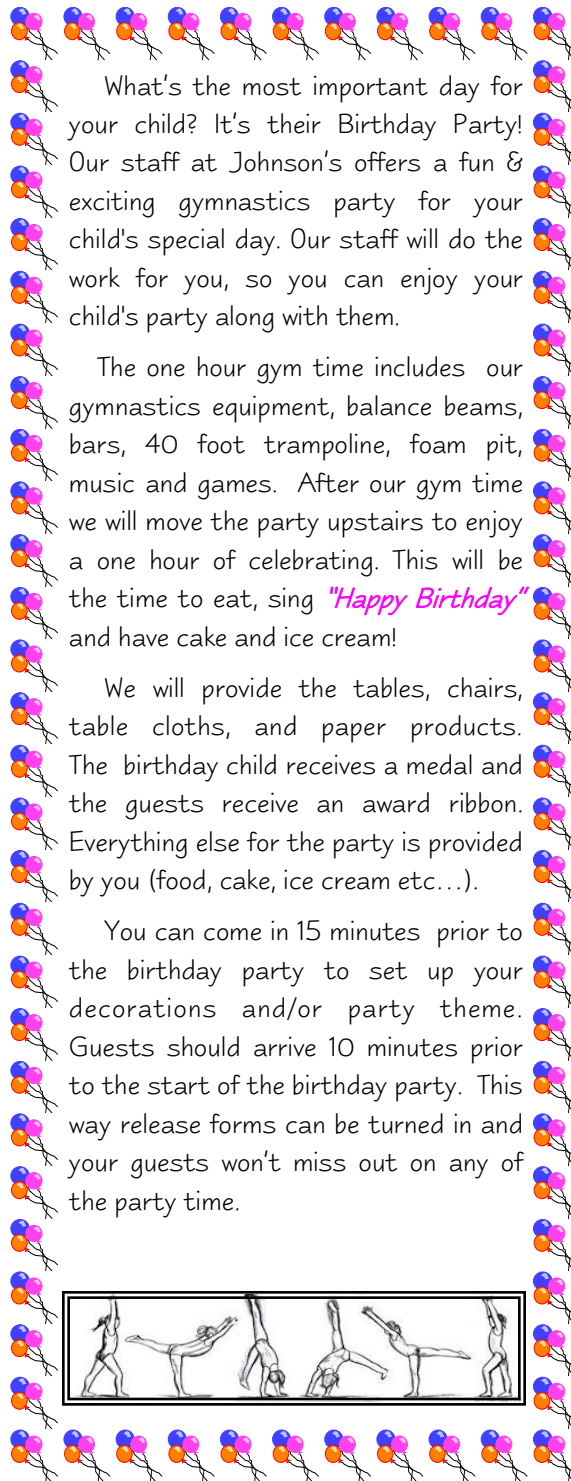 What's the most important day for
your child? It's their Birthday Party!
Our staff at Johnson's offers a fun &
exciting gymnastics party for your
child's special day. Our staff will do the
work for you, so you can enjoy your
child's party along with them.
The one hour gym time includes our
gymnastics equipment, balance beams,
bars, 40 foot trampoline, foam pit,
music and games. After our gym time
we will move the party upstairs to enjoy
a one hour of celebrating. This will be
the time to eat, sing "Happy Birthday"
and have cake and ice cream!
We will provide the tables, chairs,
table cloths, and paper products.
The birthday child receives a medal and
the guests receive an award ribbon.
Everything else for the party is provided
by you (food, cake, ice cream etc...).
You can come in 15 minutes prior to
the birthday party to set up your
decorations and/or party theme.
Guests should arrive 10 minutes prior
to the start of the birthday party. This
way release forms can be turned in and
your guests won't miss out on any of
the party time.